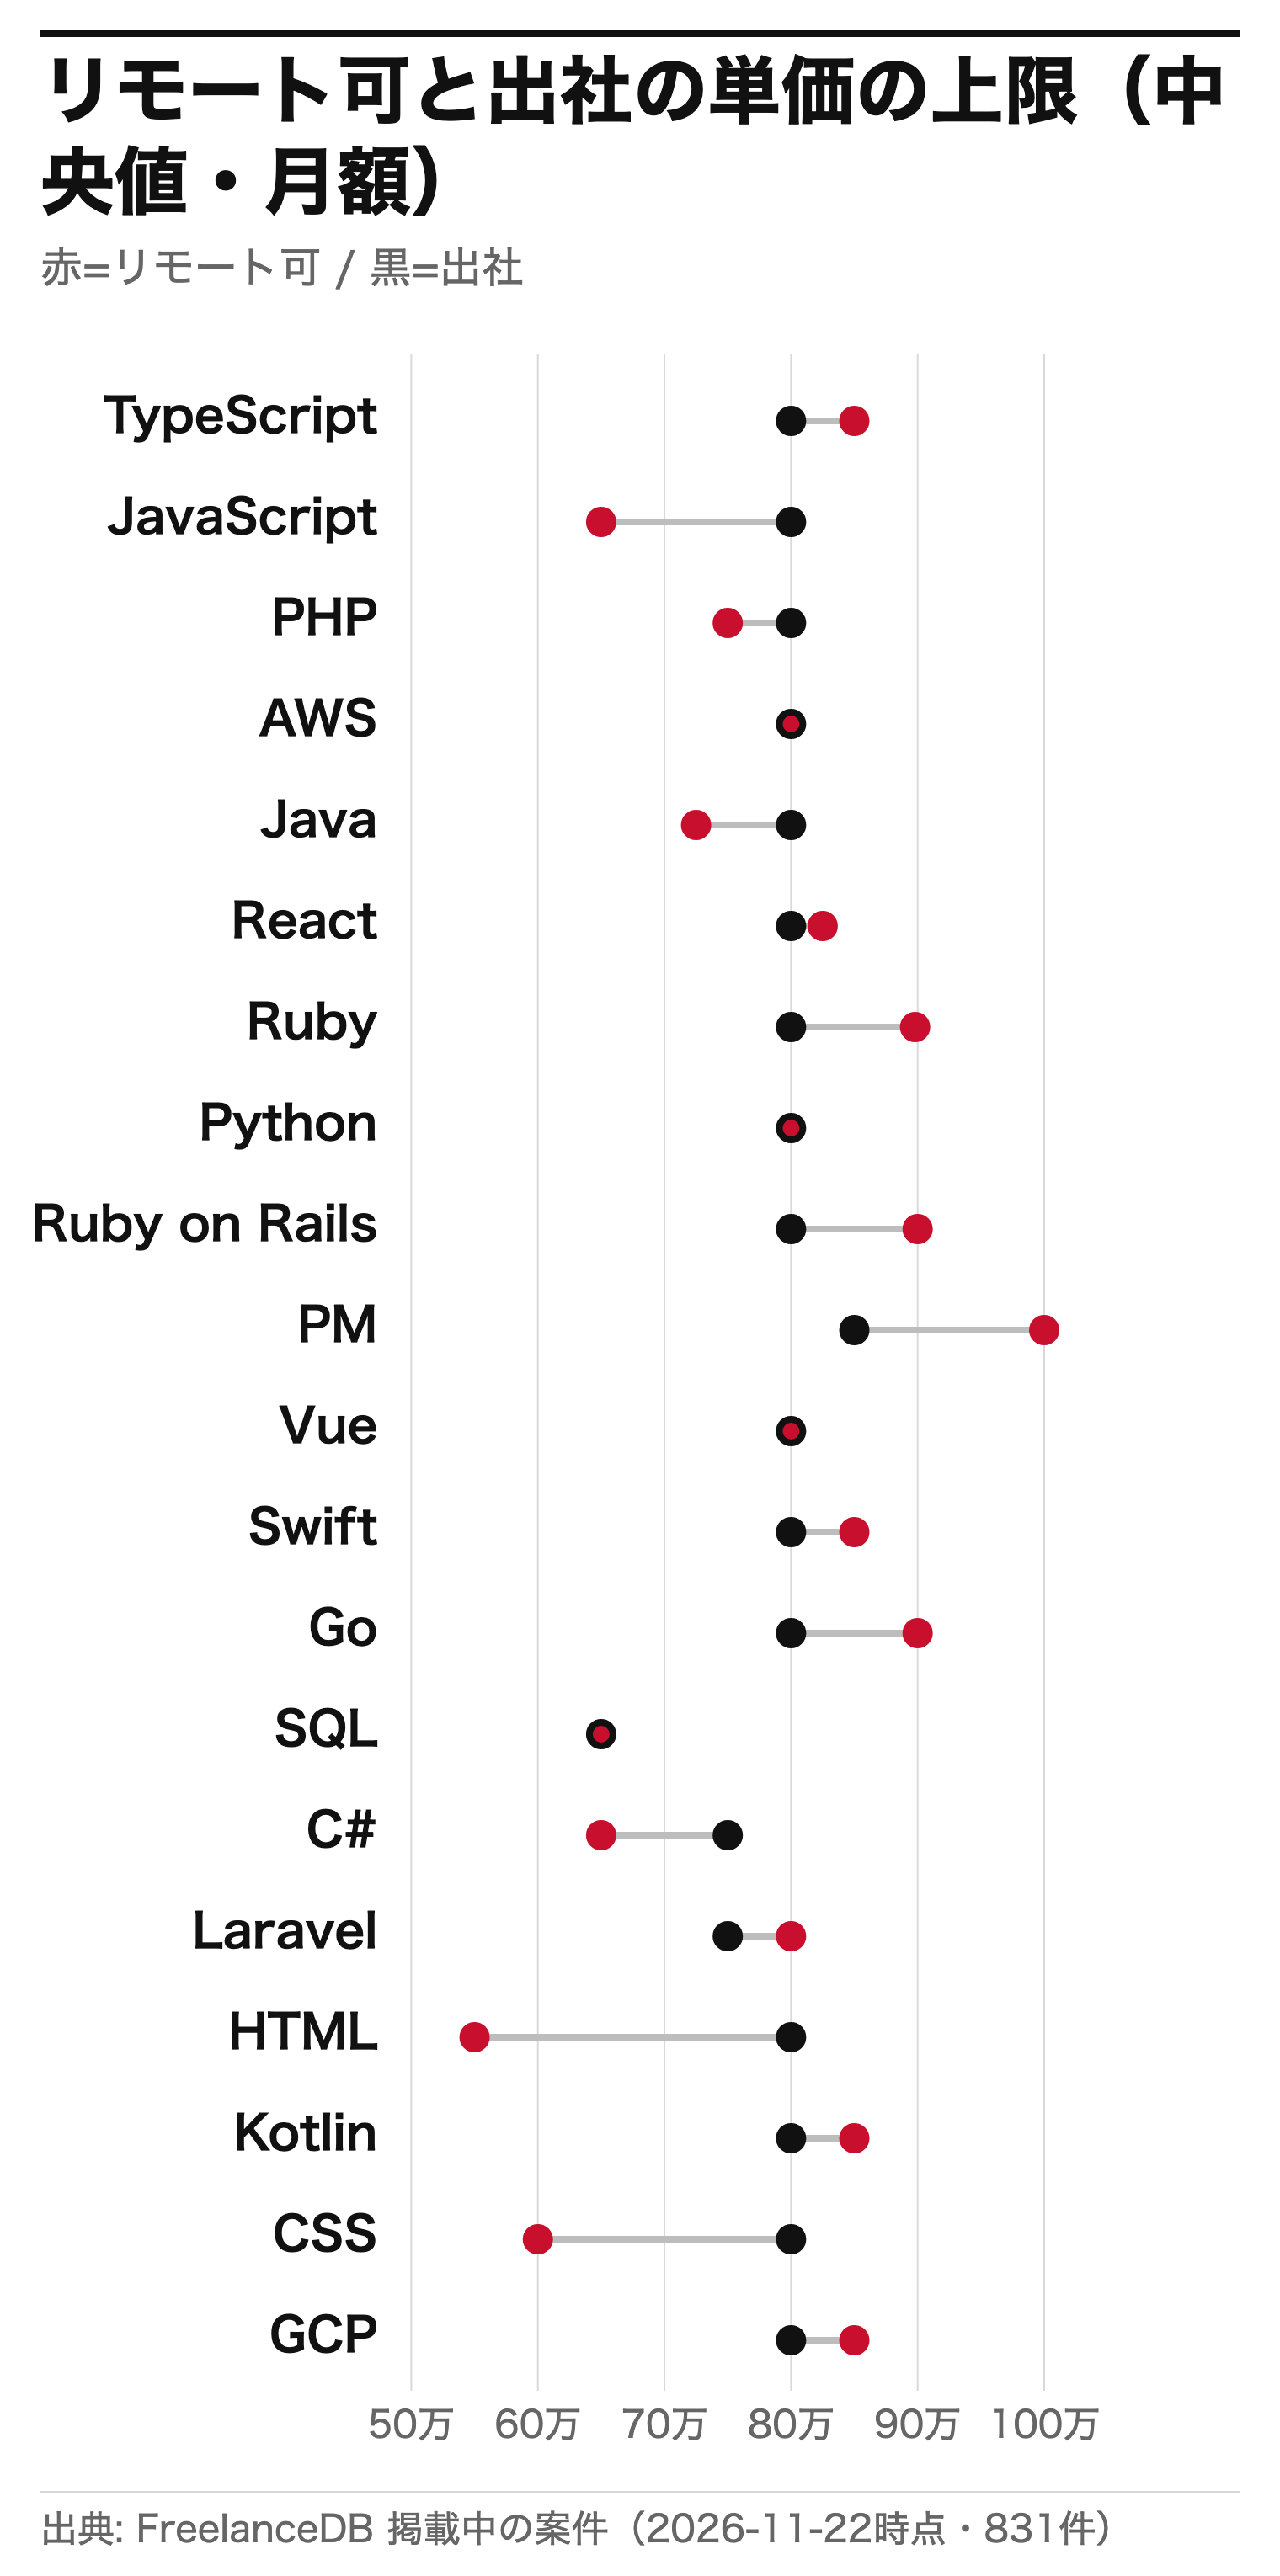 リモート可と出社の単価の上限（中
央値・月額）
赤=リモート可 / 黒=出社
TypeScript
JavaScript
PHP
AWS
Java
React
Ruby
Python
Ruby on Rails
PM
Vue
Swift
Go
SQL
C#
Laravel
HTML
Kotlin
CSS
GCP
50万 60万 70万 80万 90万 100万
出典: FreelanceDB 掲載中の案件（2026-11-22時点・831件）